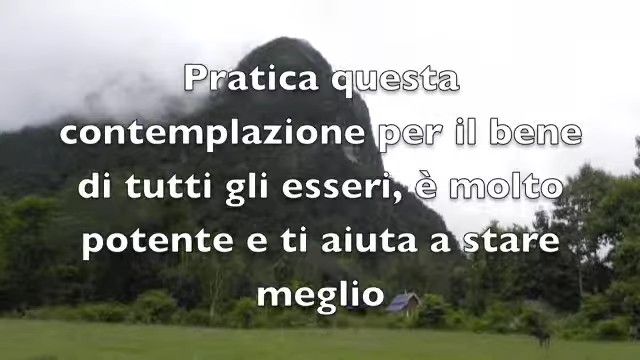 Pratica questa
contemplazione per il bene
di tutti gli esseri, è molto
potente e ti aiuta a stare
meglio